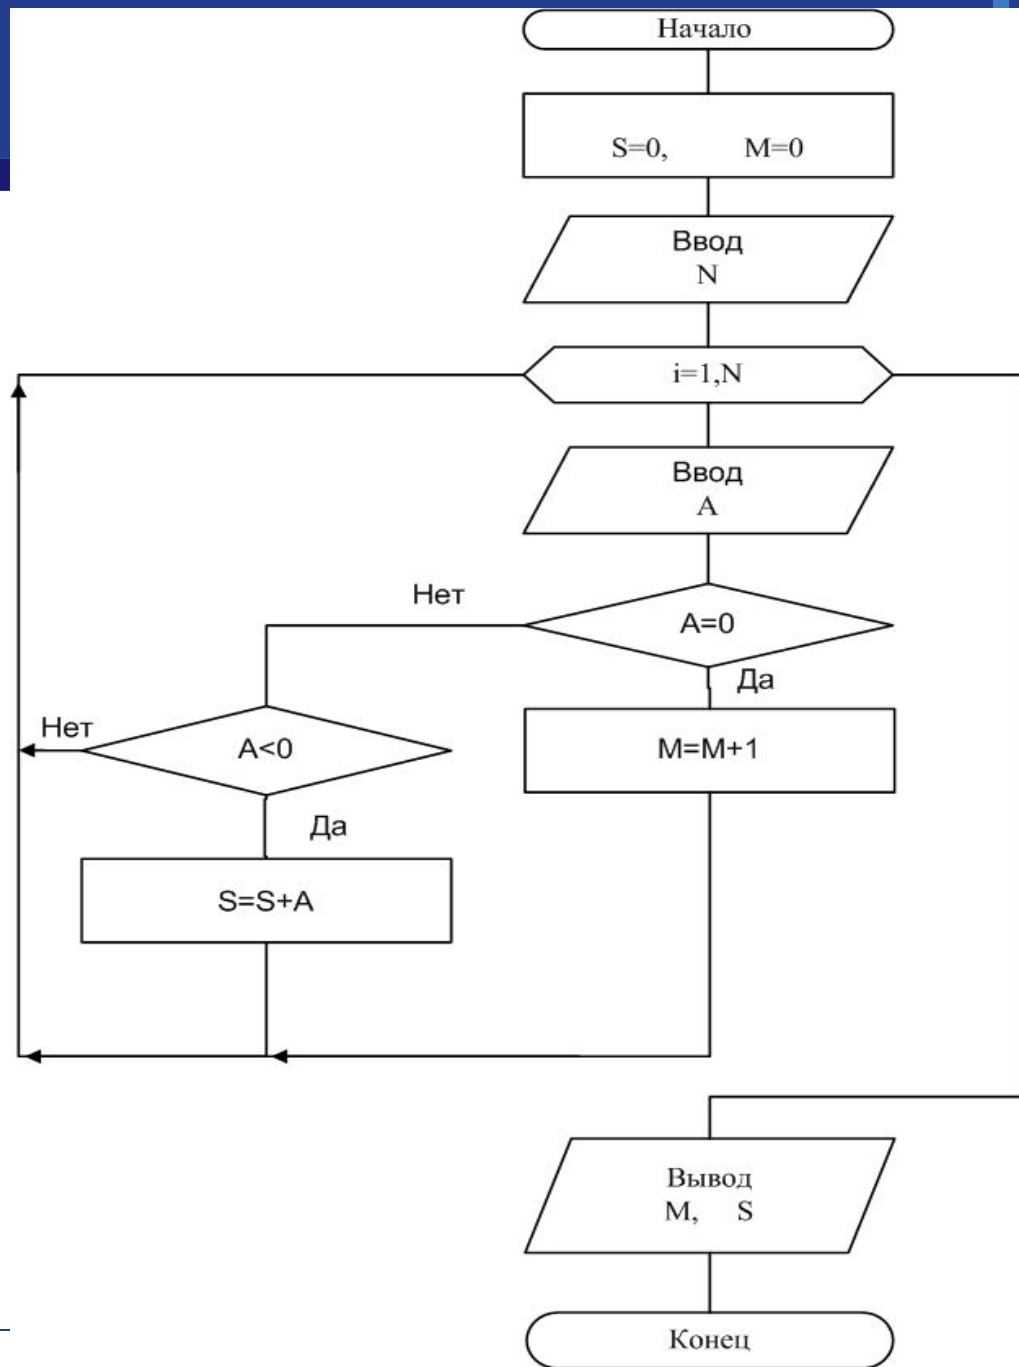 Начало
S=0, M=0
Ввод
N
i=1,N
Ввод
A
Нет
A=0
Да
Нет
A<0
M=M+1
Да
S=S+A
Вывод
M, S
Конец